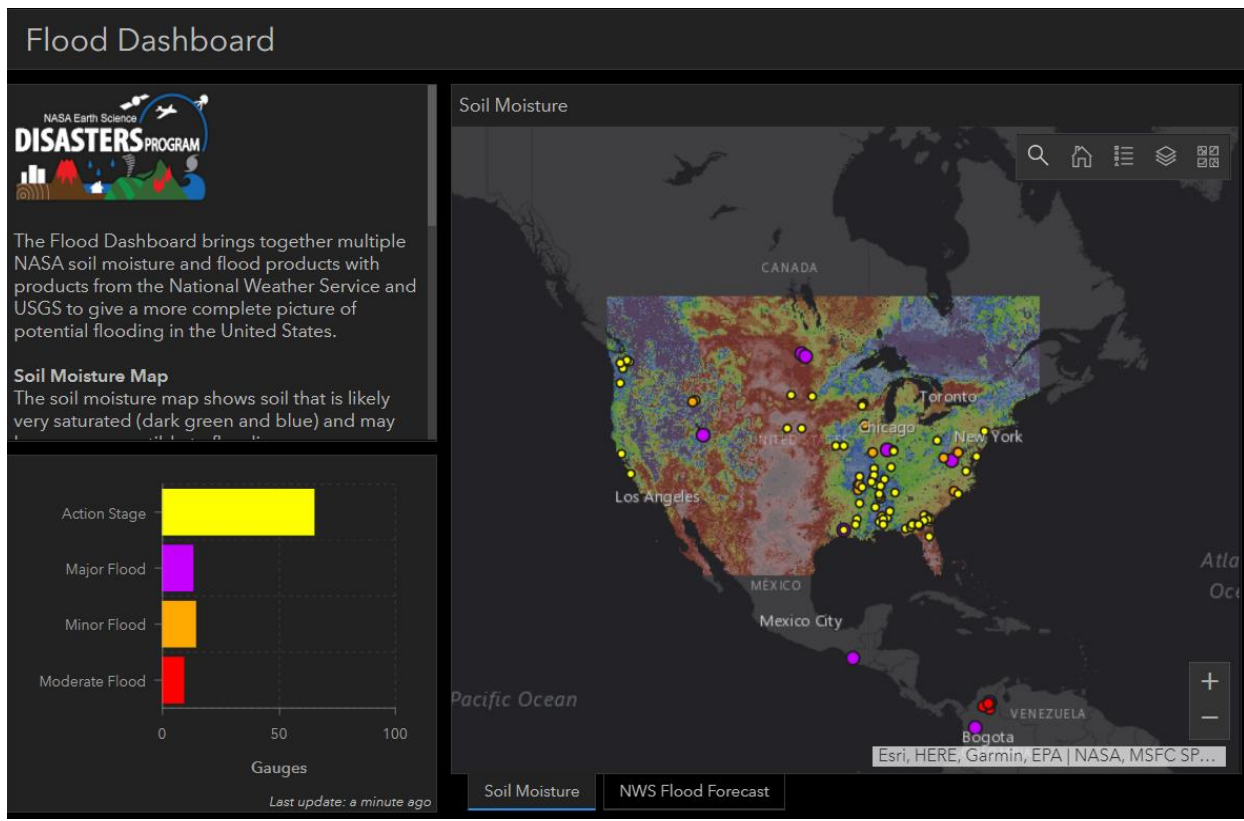 Flood Dashboard
NASA Earth Science
DISASTERS PROGRAM
The Flood Dashboard brings together multiple
NASA soil moisture and flood products with
products from the National Weather Service and
USGS to give a more complete picture of
potential flooding in the United States.
Soil Moisture Map
The soil moisture map shows soil that is likely
very saturated (dark green and blue) and may
Action Stage
Major Flood
Minor Flood
Moderate Flood
0 50 100
Gauges
Last update: a minute ago
Soil Moisture
CANADA
Toronto
Chicago
New York
UNITED STATES
Los Angeles
MÉXICO
Mexico City
Atla
Oce
Pacific Ocean
VENEZUELA
Bogota
Esri, HERE, Garmin, EPA | NASA, MSFC SP...
Soil Moisture
NWS Flood Forecast